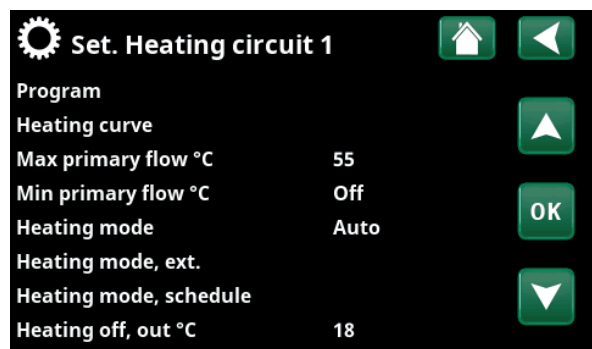 Set. Heating circuit 1
Program
Heating curve
Max primary flow °C 55
Min primary flow °C Off
Heating mode Auto
OK
Heating mode, ext.
Heating mode, schedule
Heating off, out °C 18